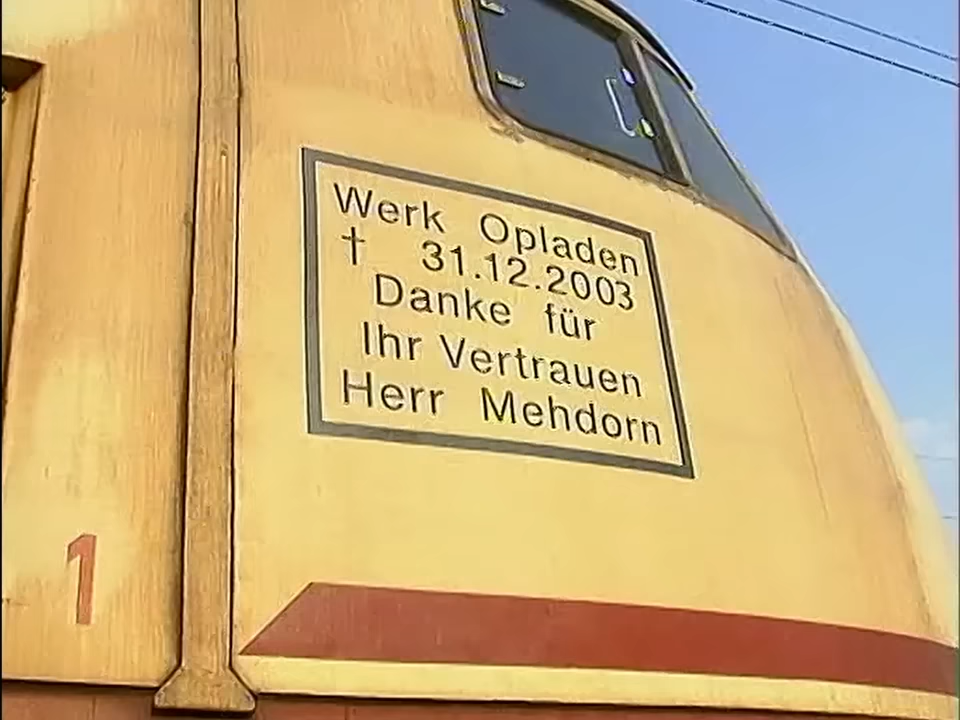 Werk Opladen
† 31.12.2003
Danke für
Ihr Vertrauen
Herr Mehdorn
1